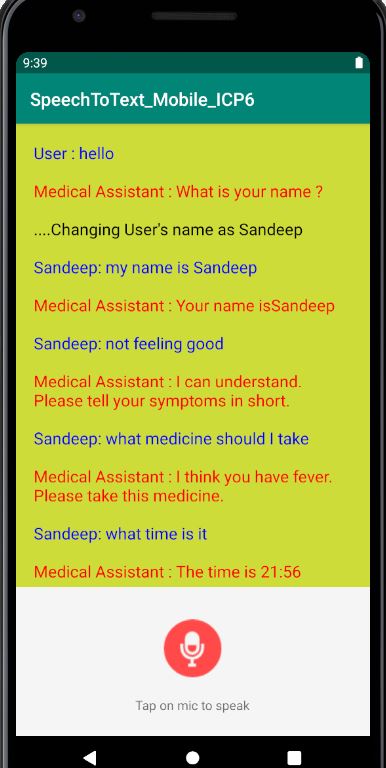 9:39
SpeechToText_Mobile_ICP6
User : hello
Medical Assistant : What is your name ?
....Changing User's name as Sandeep
Sandeep: my name is Sandeep
Medical Assistant : Your name isSandeep
Sandeep: not feeling good
Medical Assistant : I can understand.
Please tell your symptoms in short.
Sandeep: what medicine should I take
Medical Assistant : I think you have fever.
Please take this medicine.
Sandeep: what time is it
Medical Assistant : The time is 21:56
Tap on mic to speak